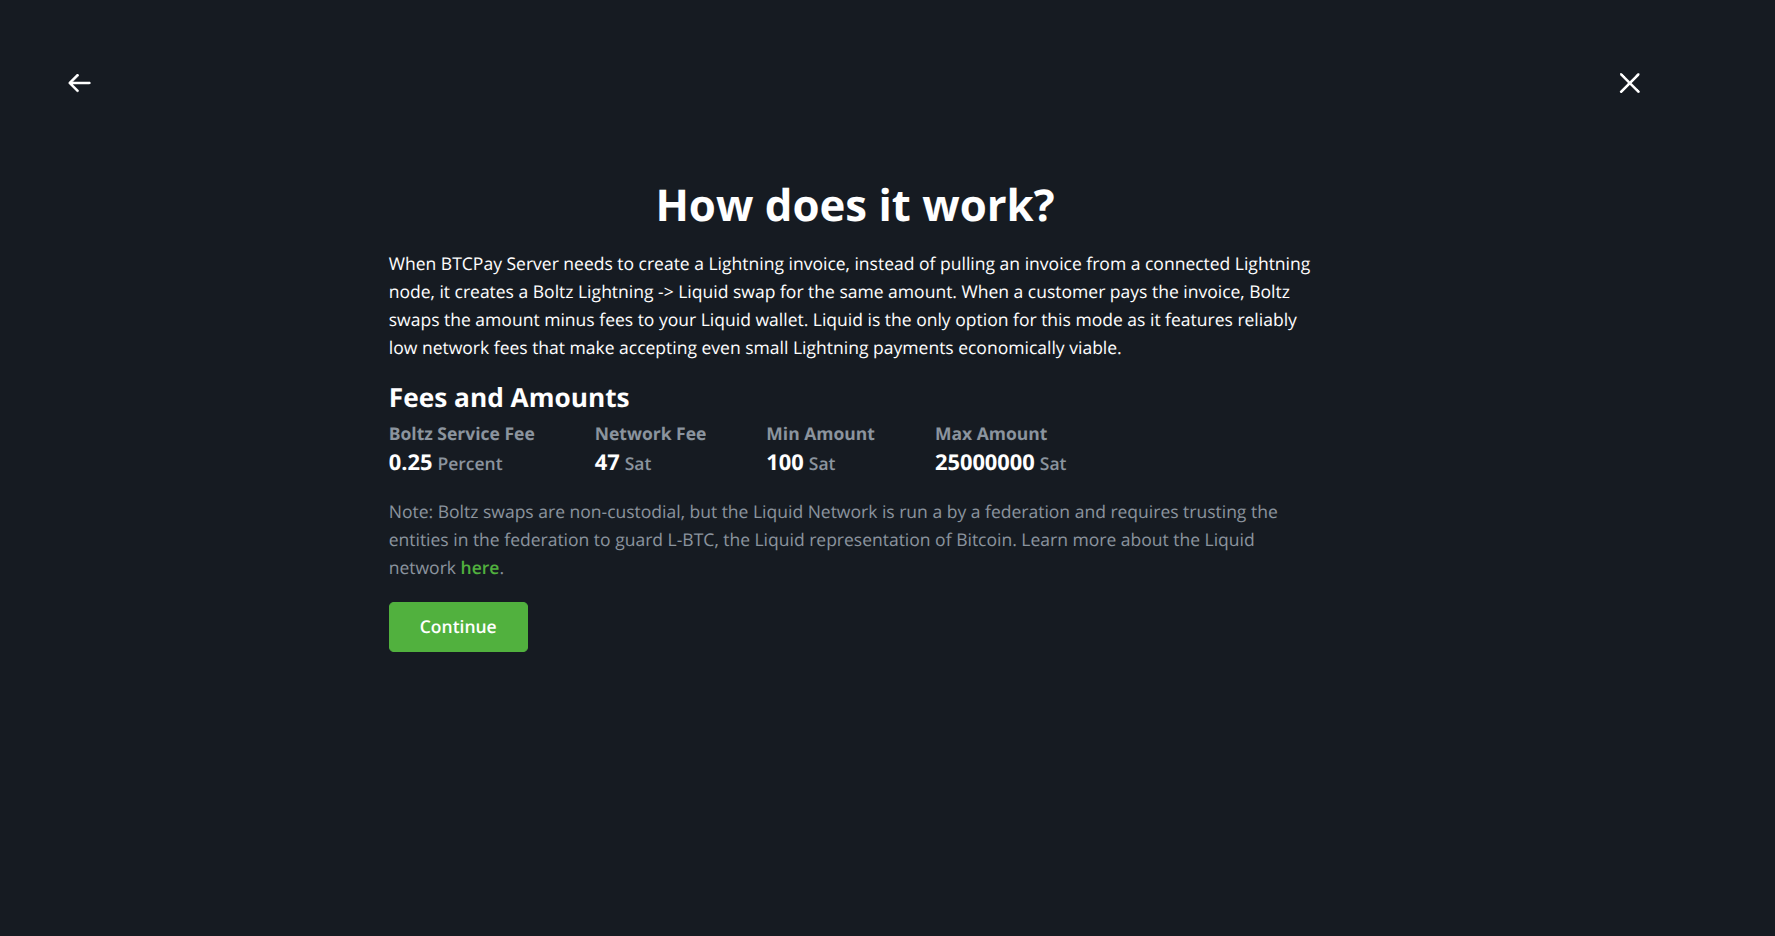 How does it work?
When BTCPay Server needs to create a Lightning invoice, instead of pulling an invoice from a connected Lightning
node, it creates a Boltz Lightning -> Liquid swap for the same amount. When a customer pays the invoice, Boltz
swaps the amount minus fees to your Liquid wallet. Liquid is the only option for this mode as it features reliably
low network fees that make accepting even small Lightning payments economically viable.
Fees and Amounts
Boltz Service Fee Network Fee Min Amount Max Amount
0.25 Percent 47 Sat 100 Sat 25000000 Sat
Note: Boltz swaps are non-custodial, but the Liquid Network is run a by a federation and requires trusting the
entities in the federation to guard L-BTC, the Liquid representation of Bitcoin. Learn more about the Liquid
network here.
Continue